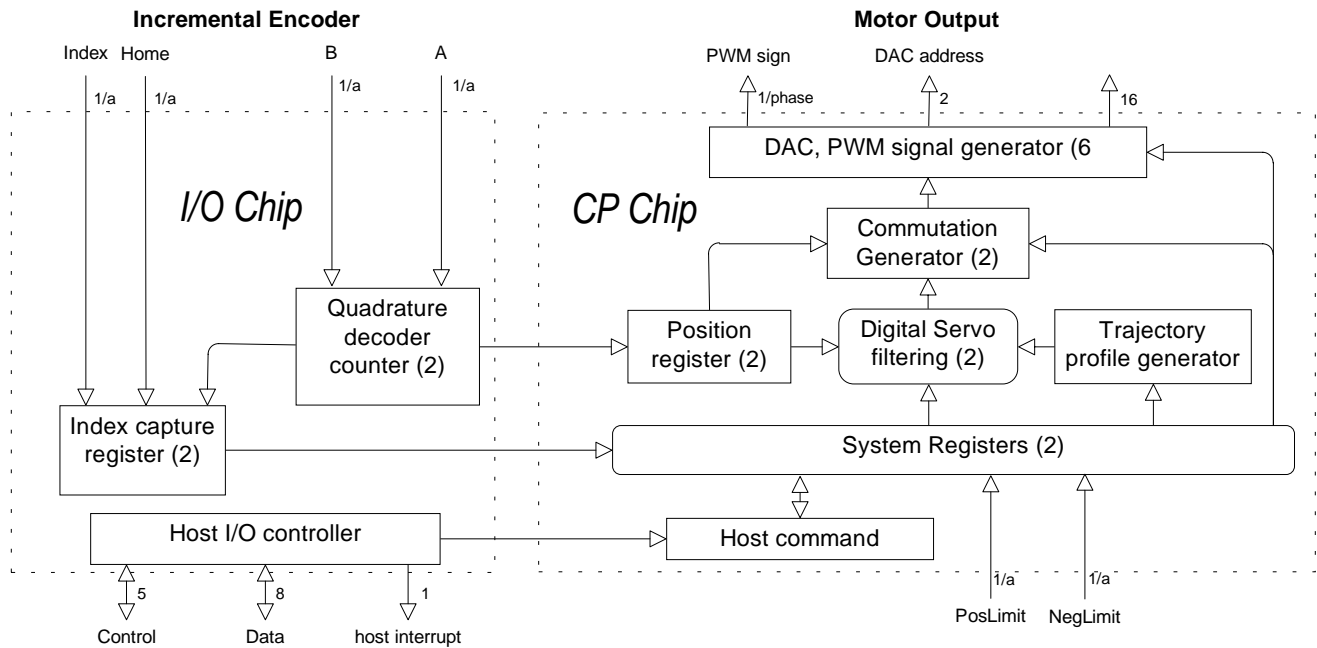 Incremental Encoder
Motor Output
Index
Home
B
A
PWM sign
DAC address
1/a
1/a
1/a
1/a
1/phase
2
16
I/O Chip
CP Chip
DAC, PWM signal generator (6
Commutation
Generator (2)
Quadrature
decoder
counter (2)
Position
register (2)
Digital Servo
filtering (2)
Trajectory
profile generator
Index capture
register (2)
System Registers (2)
Host I/O controller
Host command
5
8
1
1/a
1/a
Control
Data
host interrupt
PosLimit
NegLimit